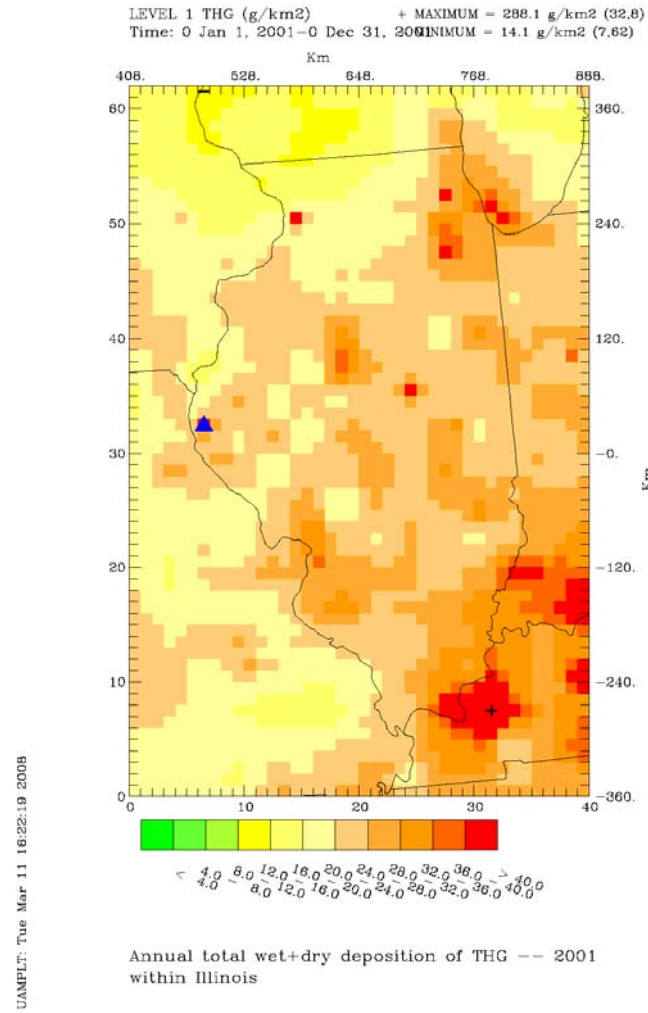 LEVEL 1 THG (g/km2) + MAXIMUM = 288.1 g/km2 (32,8)
Time: 0 Jan 1, 2001-0 Dec 31, 2001 MINIMUM = 14.1 g/km2 (7,62)
Km
408. 528. 648. 768. 888.
60 360.
50 240.
40 120.
30 -0.
Km
20 -120.
10 -240.
0 -360.
0 10 20 30 40
< 4.0 4.0 - 8.0 8.0 - 12.0 12.0 - 16.0 16.0 - 20.0 20.0 - 24.0 24.0 - 28.0 28.0 - 32.0 32.0 - 36.0 36.0 - 40.0 > 40.0
UAMPLT: Tue Mar 11 16:22:19 2008
Annual total wet+dry deposition of THG -- 2001
within Illinois